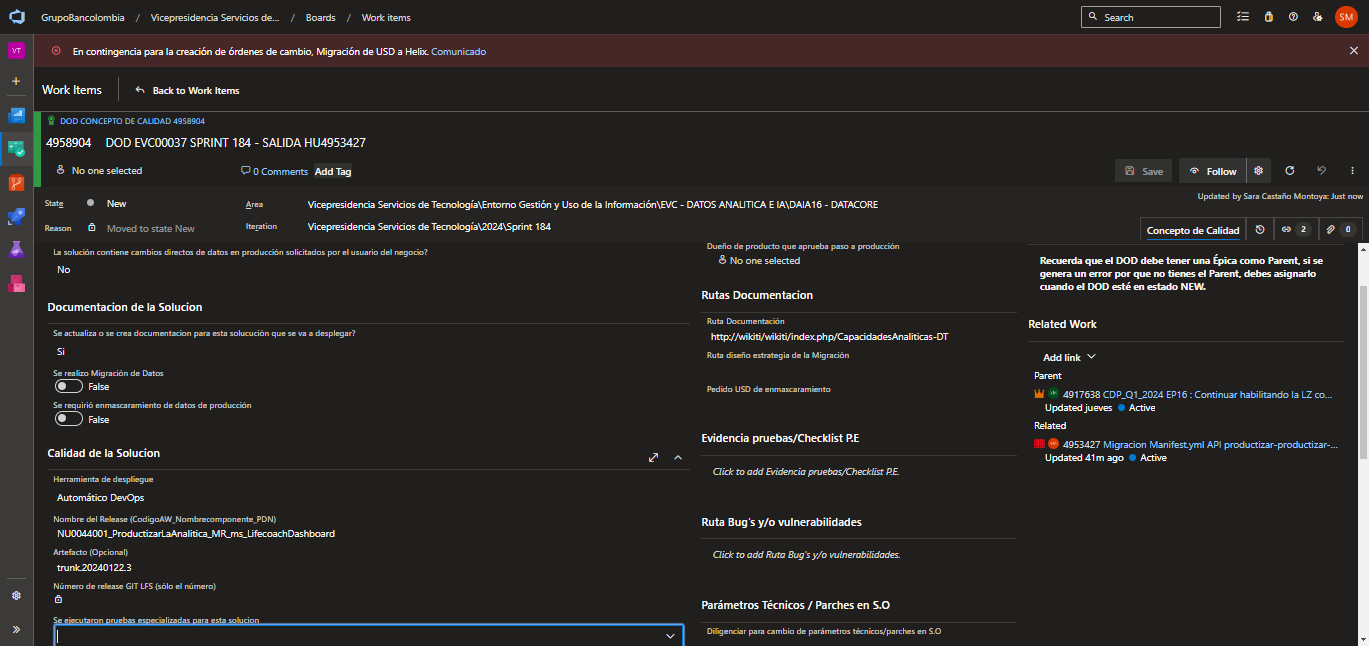 GrupoBancolombia / Vicepresidencia Servicios de... / Boards / Work items
Search
SM
VT
En contingencia para la creación de órdenes de cambio, Migración de USD a Helix. Comunicado
Work Items
Back to Work Items
DOD CONCEPTO DE CALIDAD 4958904
4958904 DOD EVC00037 SPRINT 184 - SALIDA HU4953427
No one selected
0 Comments
Add Tag
Save
Follow
Updated by Sara Castaño Montoya: Just now
State New
Area Vicepresidencia Servicios de Tecnología\Entorno Gestión y Uso de la Información\EVC - DATOS ANALITICA E IA\DAIA16 - DATACORE
Reason Moved to state New
Iteration Vicepresidencia Servicios de Tecnología\2024\Sprint 184
Concepto de Calidad
2
0
La solución contiene cambios directos de datos en producción solicitados por el usuario del negocio?
No
Documentacion de la Solucion
Se actualiza o se crea documentacion para esta solucución que se va a desplegar?
Si
Se realizo Migración de Datos
False
Se requirió enmascaramiento de datos de producción
False
Calidad de la Solucion
Herramienta de despliegue
Automático DevOps
Nombre del Release (CodigoAW_Nombrecomponente_PDN)
NU0044001_ProductizarLaAnalitica_MR_ms_LifecoachDashboard
Artefacto (Opcional)
trunk.20240122.3
Número de release GIT LFS (sólo el número)
Se ejecutaron pruebas especializadas para esta solucion
Dueño de producto que aprueba paso a producción
No one selected
Rutas Documentacion
Ruta Documentación
http://wikiti/wikiti/index.php/CapacidadesAnaliticas-DT
Ruta diseño estrategia de la Migración
Pedido USD de enmascaramiento
Evidencia pruebas/Checklist P.E
Click to add Evidencia pruebas/Checklist P.E.
Ruta Bug's y/o vulnerabilidades
Click to add Ruta Bug's y/o vulnerabilidades.
Parámetros Técnicos / Parches en S.O
Diligenciar para cambio de parámetros técnicos/parches en S.O
Recuerda que el DOD debe tener una Épica como Parent, si se
genera un error por que no tienes el Parent, debes asignarlo
cuando el DOD esté en estado NEW.
Related Work
Add link
Parent
4917638 CDP_Q1_2024 EP16 : Continuar habilitando la LZ co...
Updated jueves Active
Related
4953427 Migracion Manifest.yml API productizar-productizar-...
Updated 41m ago Active